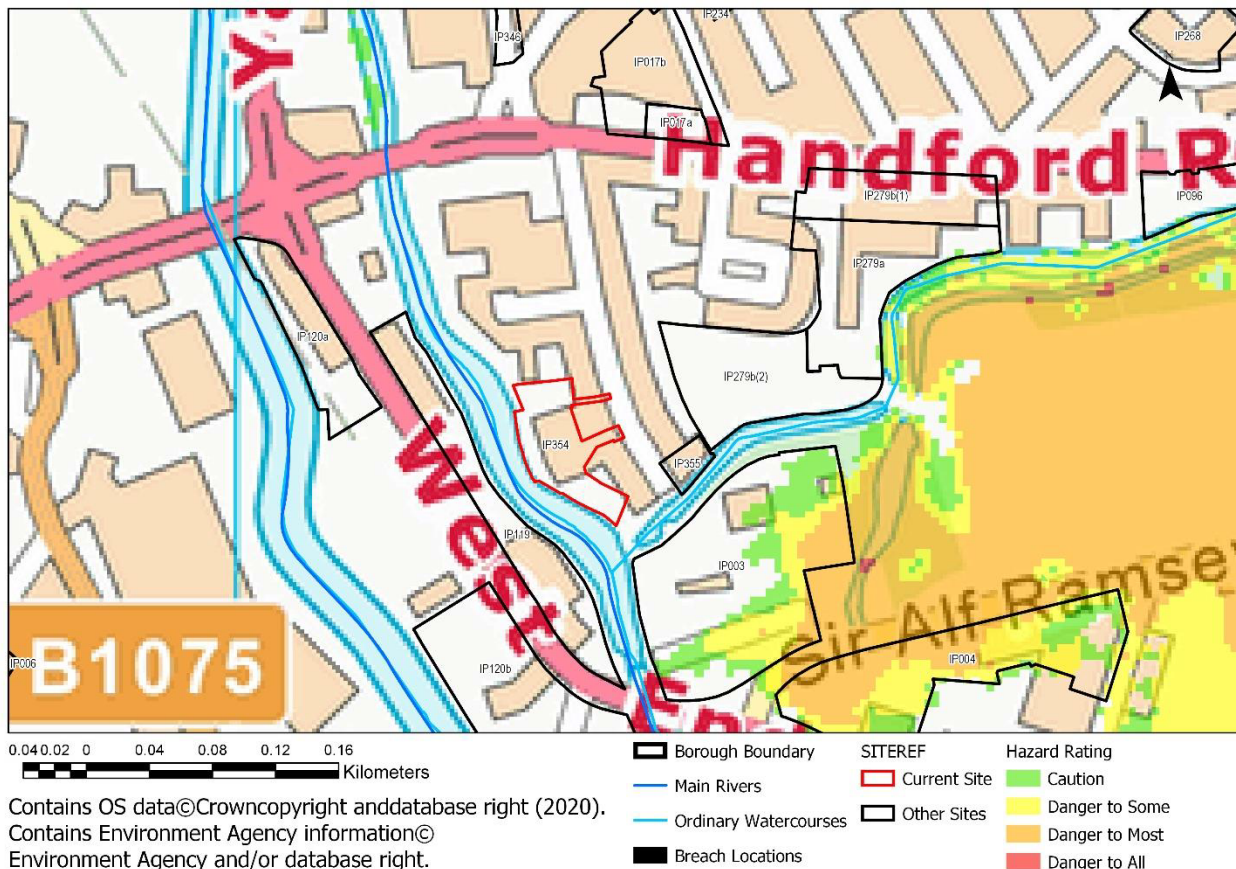 IP346
IP234
IP268
IP017b
IP017a
Handford R
IP279b(1)
IP096
IP279a
IP120a
IP279b(2)
West
IP354
IP355
IP119
IP003
Sir Alf Ramse
IP004
IP006
B1075
IP120b
0.04 0.02 0 0.04 0.08 0.12 0.16
Kilometers
Contains OS data©Crowncopyright anddatabase right (2020).
Contains Environment Agency information©
Environment Agency and/or database right.
Borough Boundary
Main Rivers
Ordinary Watercourses
Breach Locations
SITEREF
Current Site
Other Sites
Hazard Rating
Caution
Danger to Some
Danger to Most
Danger to All